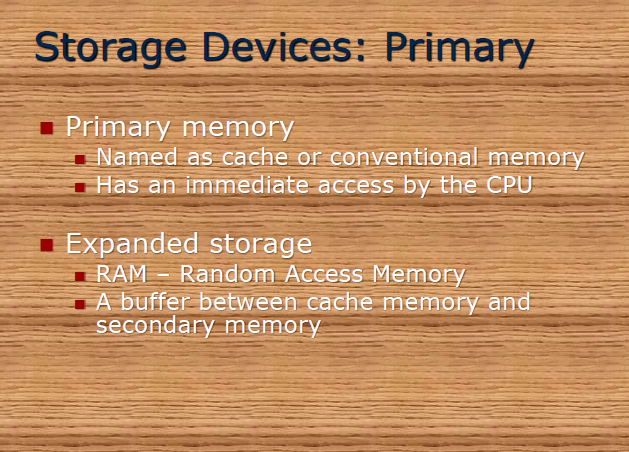 Storage Devices: Primary
Primary memory
Named as cache or conventional memory
Has an immediate access by the CPU
Expanded storage
RAM – Random Access Memory
A buffer between cache memory and
secondary memory